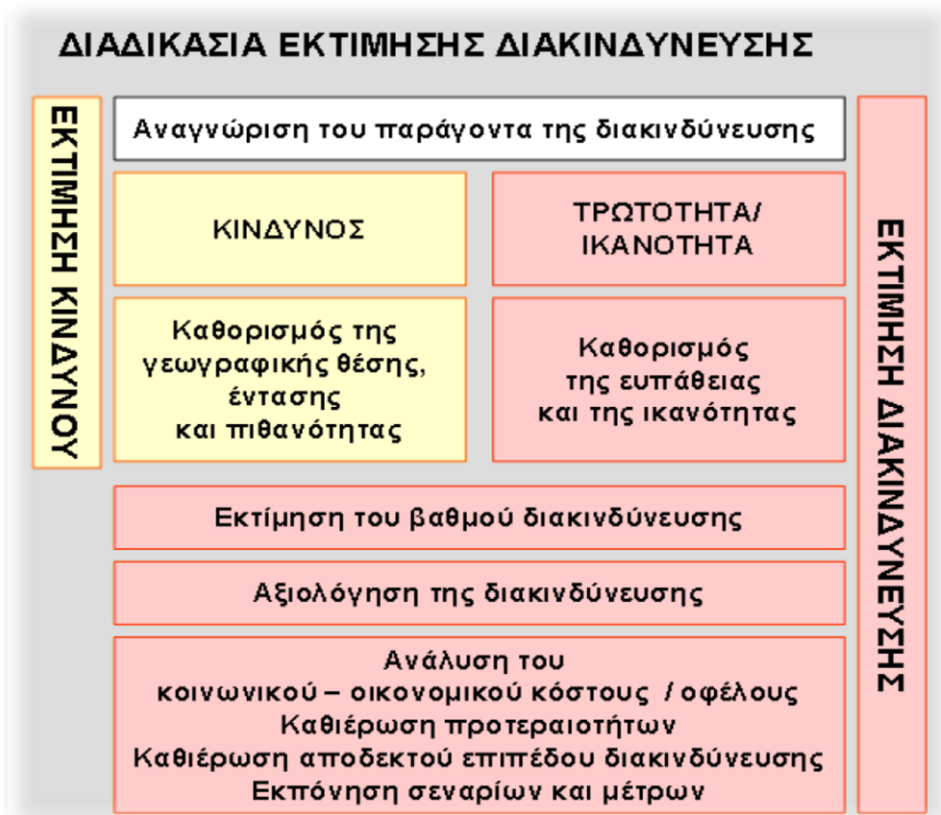 ΔΙΑΔΙΚΑΣΙΑ ΕΚΤΙΜΗΣΗΣ ΔΙΑΚΙΝΔΥΝΕΥΣΗΣ
ΕΚΤΙΜΗΣΗ ΚΙΝΔΥΝΟΥ
Αναγνώριση του παράγοντα της διακινδύνευσης
ΚΙΝΔΥΝΟΣ
ΤΡΩΤΟΤΗΤΑ/
ΙΚΑΝΟΤΗΤΑ
Καθορισμός της
γεωγραφικής θέσης,
έντασης
και πιθανότητας
Καθορισμός
της ευπάθειας
και της ικανότητας
Εκτίμηση του βαθμού διακινδύνευσης
Αξιολόγηση της διακινδύνευσης
Ανάλυση του
κοινωνικού – οικονομικού κόστους / οφέλους
Καθιέρωση προτεραιοτήτων
Καθιέρωση αποδεκτού επιπέδου διακινδύνευσης
Εκπόνηση σεναρίων και μέτρων
ΕΚΤΙΜΗΣΗ ΔΙΑΚΙΝΔΥΝΕΥΣΗΣ